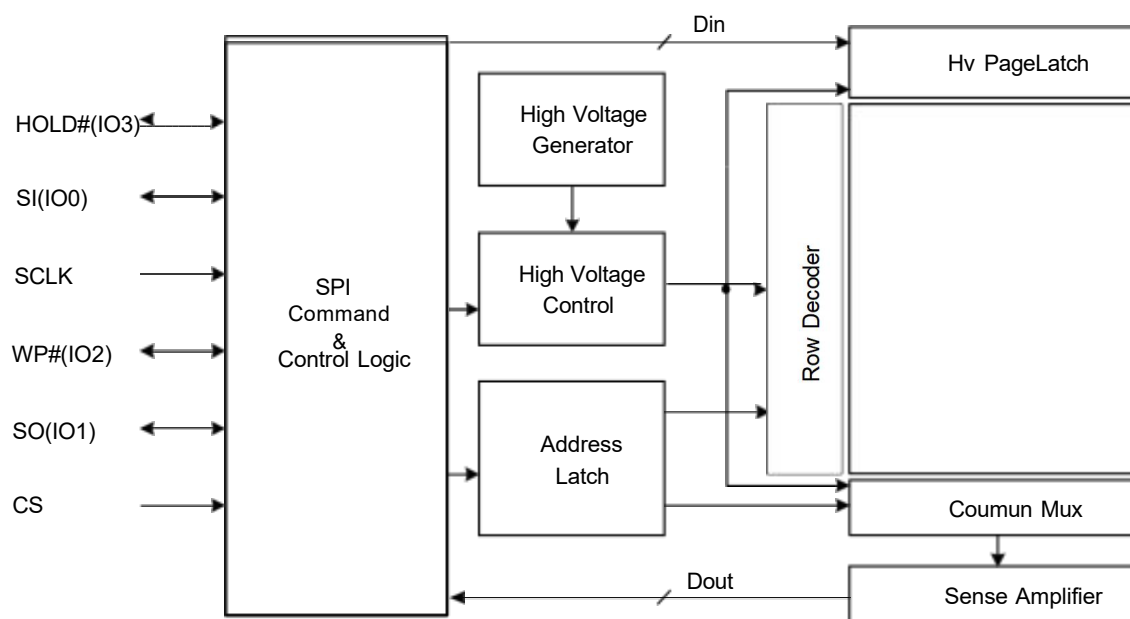 Din
Hv PageLatch
HOLD#(IO3)
High Voltage
Generator
SI(IO0)
SCLK
SPI
Command
&
Control Logic
High Voltage
Control
Row Decoder
WP#(IO2)
SO(IO1)
Address
Latch
CS
Coumun Mux
Dout
Sense Amplifier